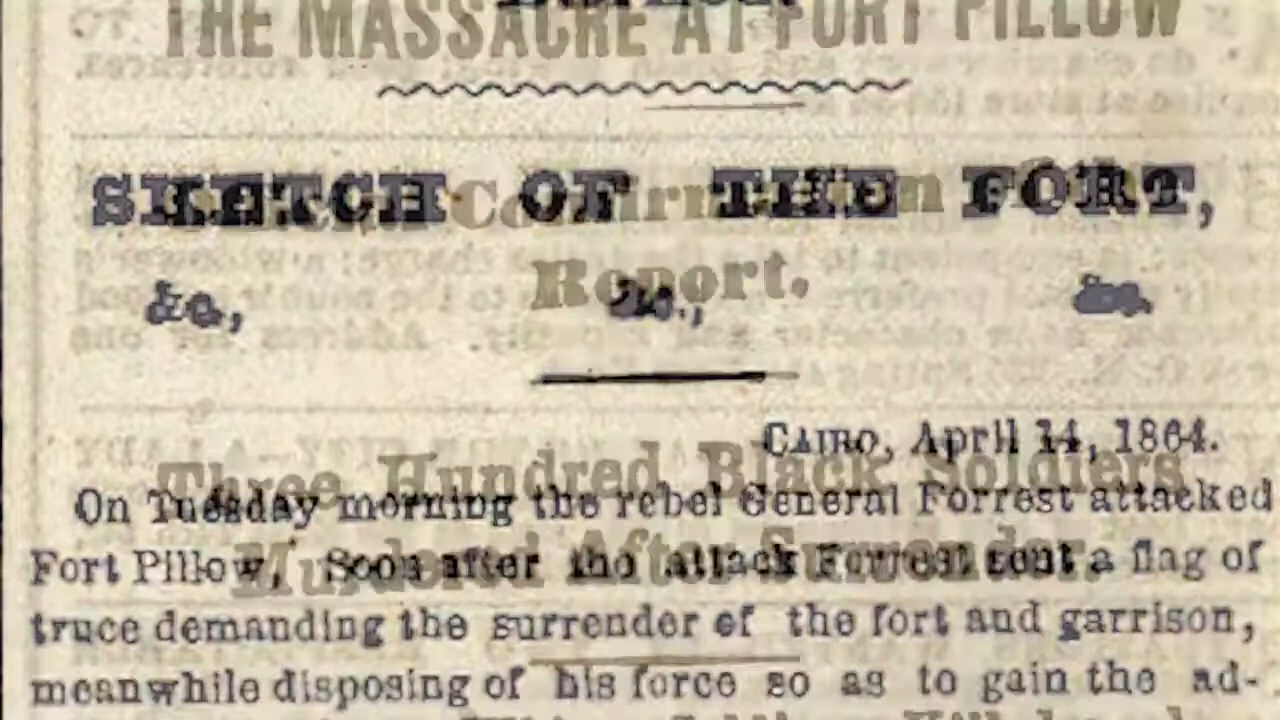 THE MASSACRE AT FORT PILLOW
SKETCH OF THE FORT,
Report.
&c., &c., &c.
CAIRO, April 14, 1864.
Three Hundred Black Soldiers
On Tuesday morning the rebel General Forrest attacked
Murdered After Surrender.
Fort Pillow, Soon after the attack Forrest sent a flag of
truce demanding the surrender of the fort and garrison,
meanwhile disposing of his force so as to gain the ad-